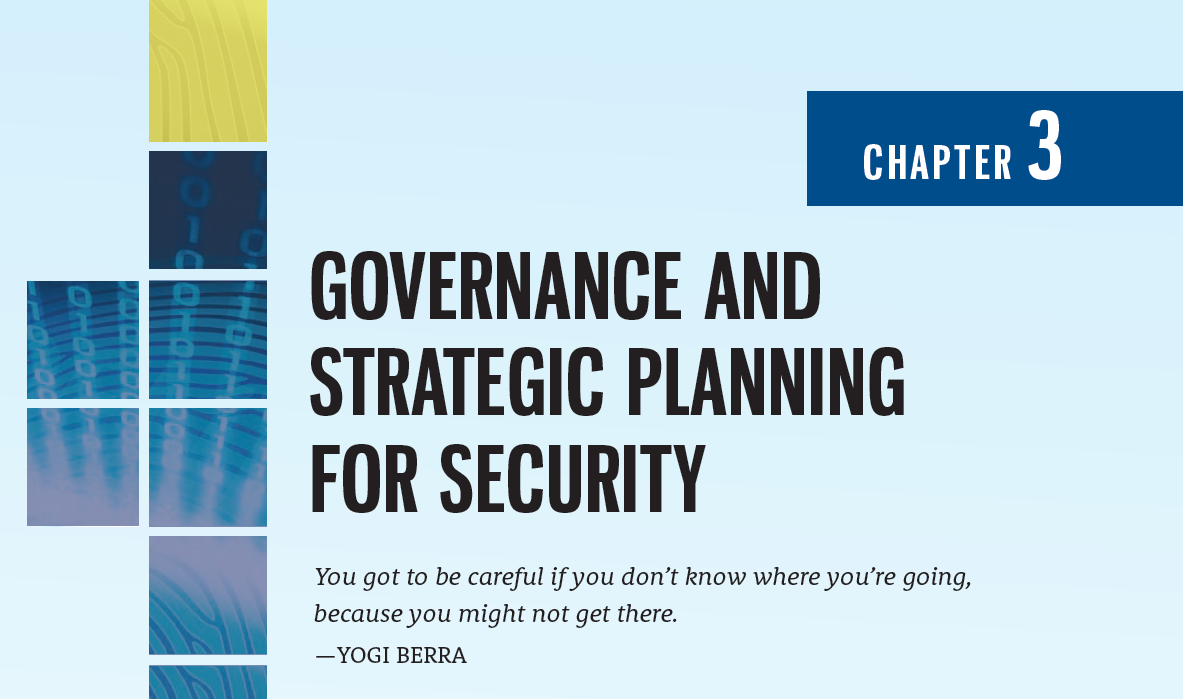 CHAPTER 3
GOVERNANCE AND
STRATEGIC PLANNING
FOR SECURITY
You got to be careful if you don’t know where you’re going,
because you might not get there.
—YOGI BERRA